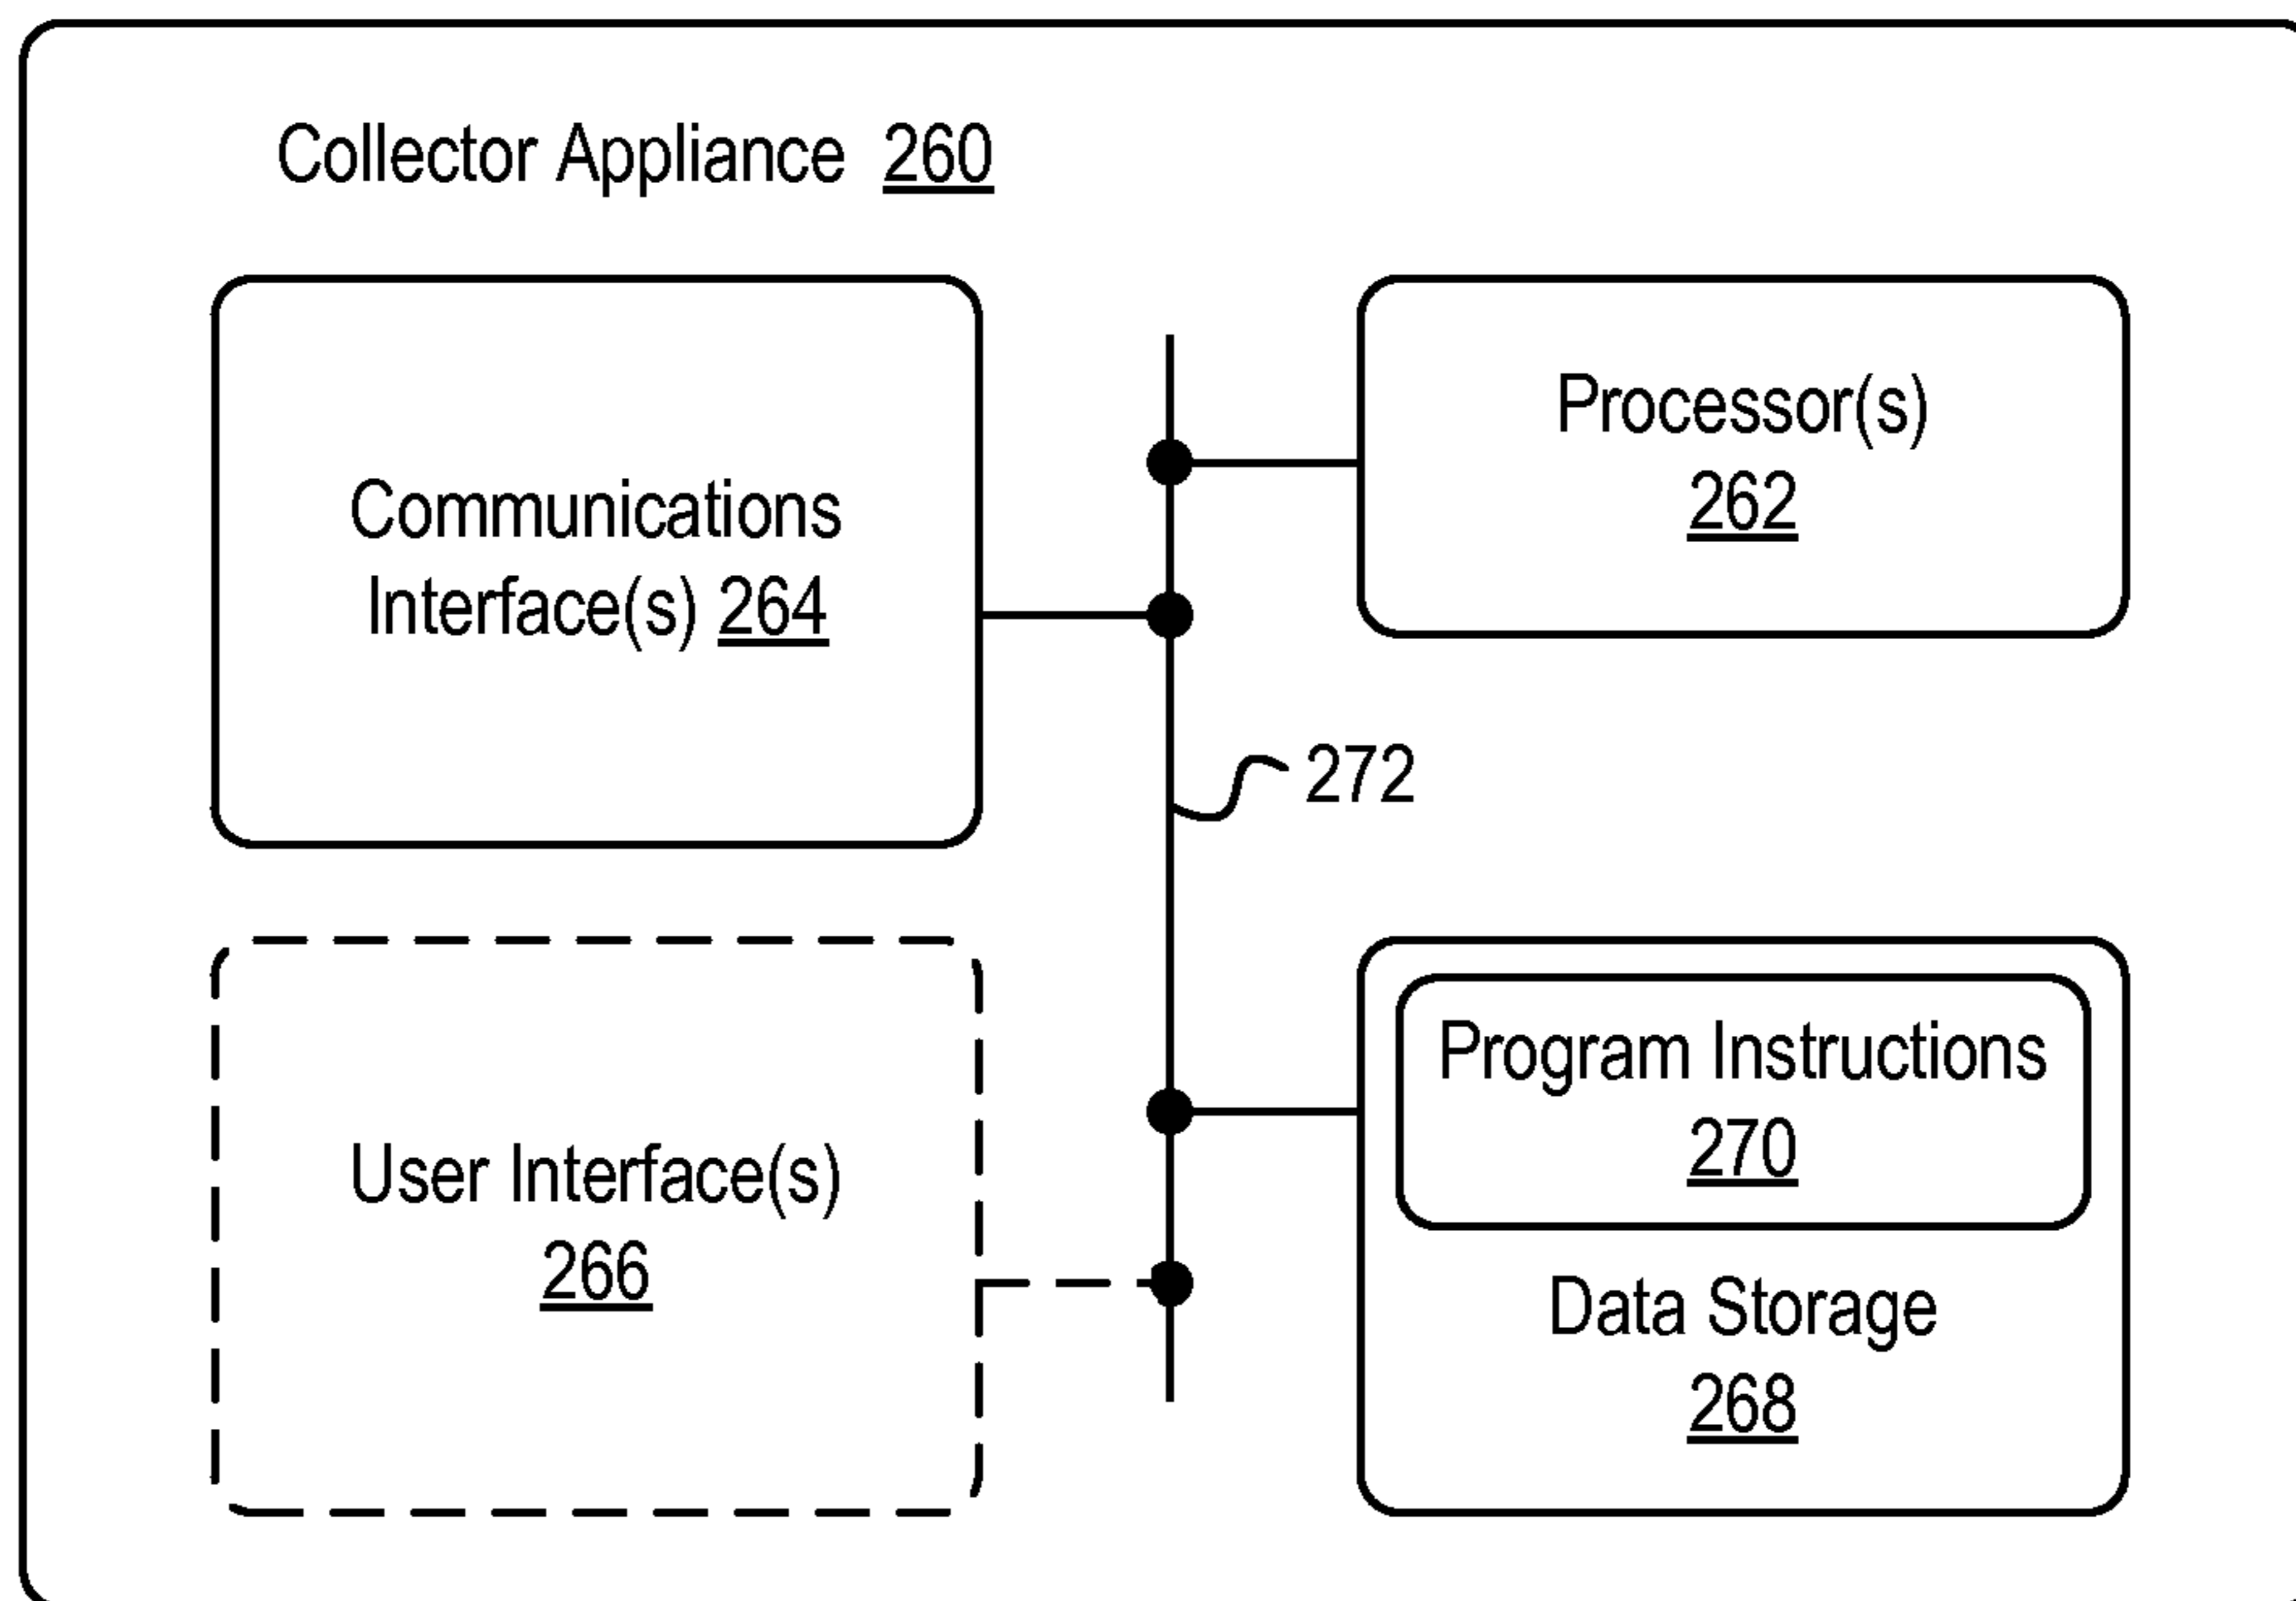 Collector Appliance 260
Communications
Interface(s) 264
Processor(s)
262
272
User Interface(s)
266
Program Instructions
270
Data Storage
268